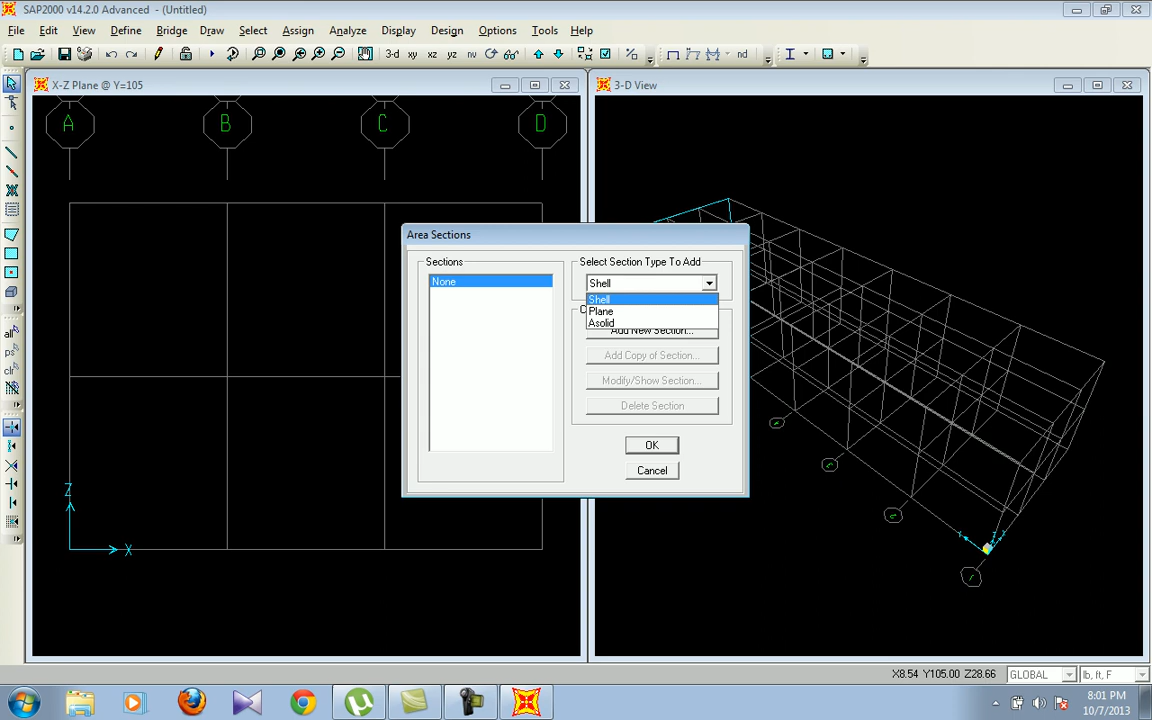 SAP2000 v14.2.0 Advanced - (Untitled)
File Edit View Define Bridge Draw Select Assign Analyze Display Design Options Tools Help
3-d xy xz yz nv nd
X-Z Plane @ Y=105
3-D View
A B C D
Area Sections
Sections
Select Section Type To Add
None
Shell
Shell
Plane
Asolid
Add New Section...
Add Copy of Section...
Modify/Show Section...
Delete Section
OK
Cancel
all
ps
clr
Z
X
X8.54 Y105.00 Z28.66
GLOBAL
lb, ft, F
8:01 PM
10/7/2013